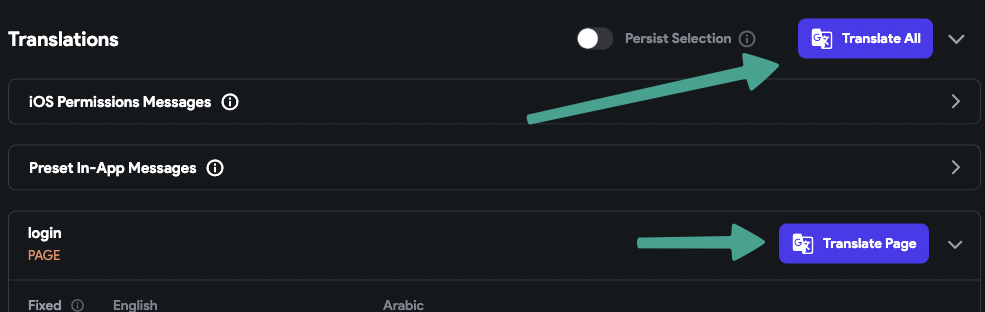 Translations
Persist Selection
Translate All
iOS Permissions Messages
Preset In-App Messages
login
PAGE
Translate Page
Fixed English Arabic